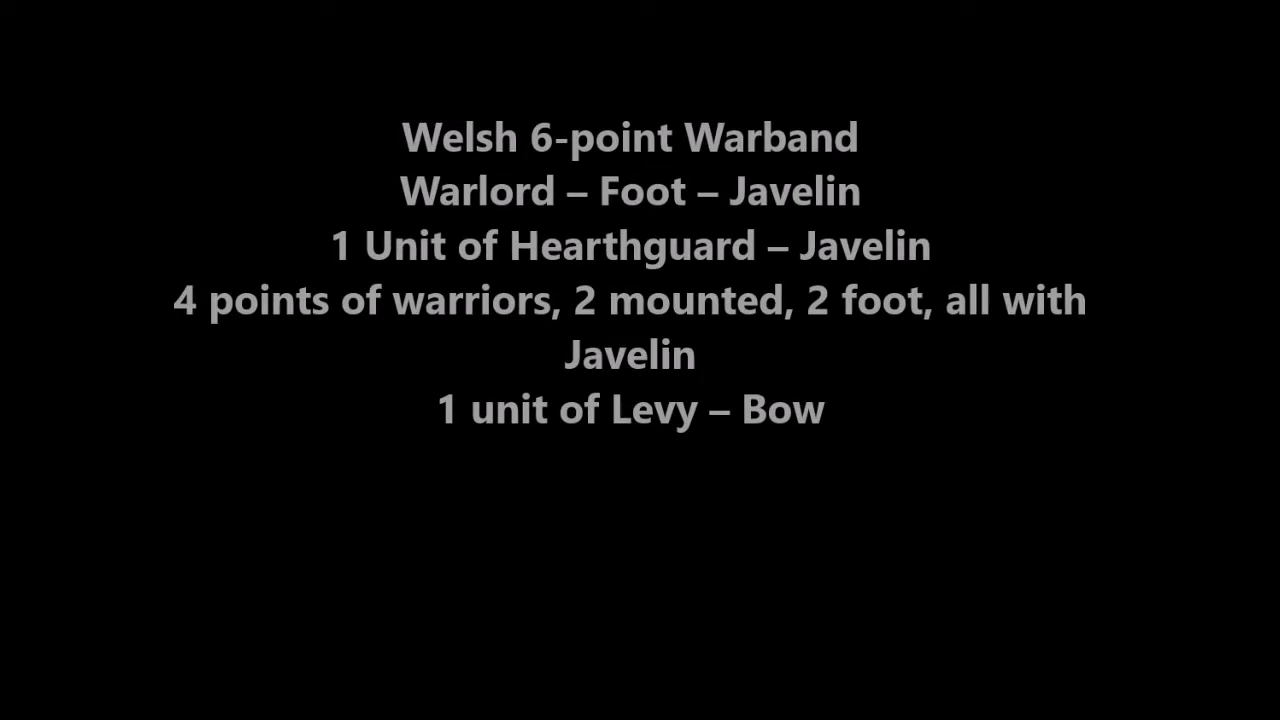 Welsh 6-point Warband
Warlord – Foot – Javelin
1 Unit of Hearthguard – Javelin
4 points of warriors, 2 mounted, 2 foot, all with
Javelin
1 unit of Levy – Bow